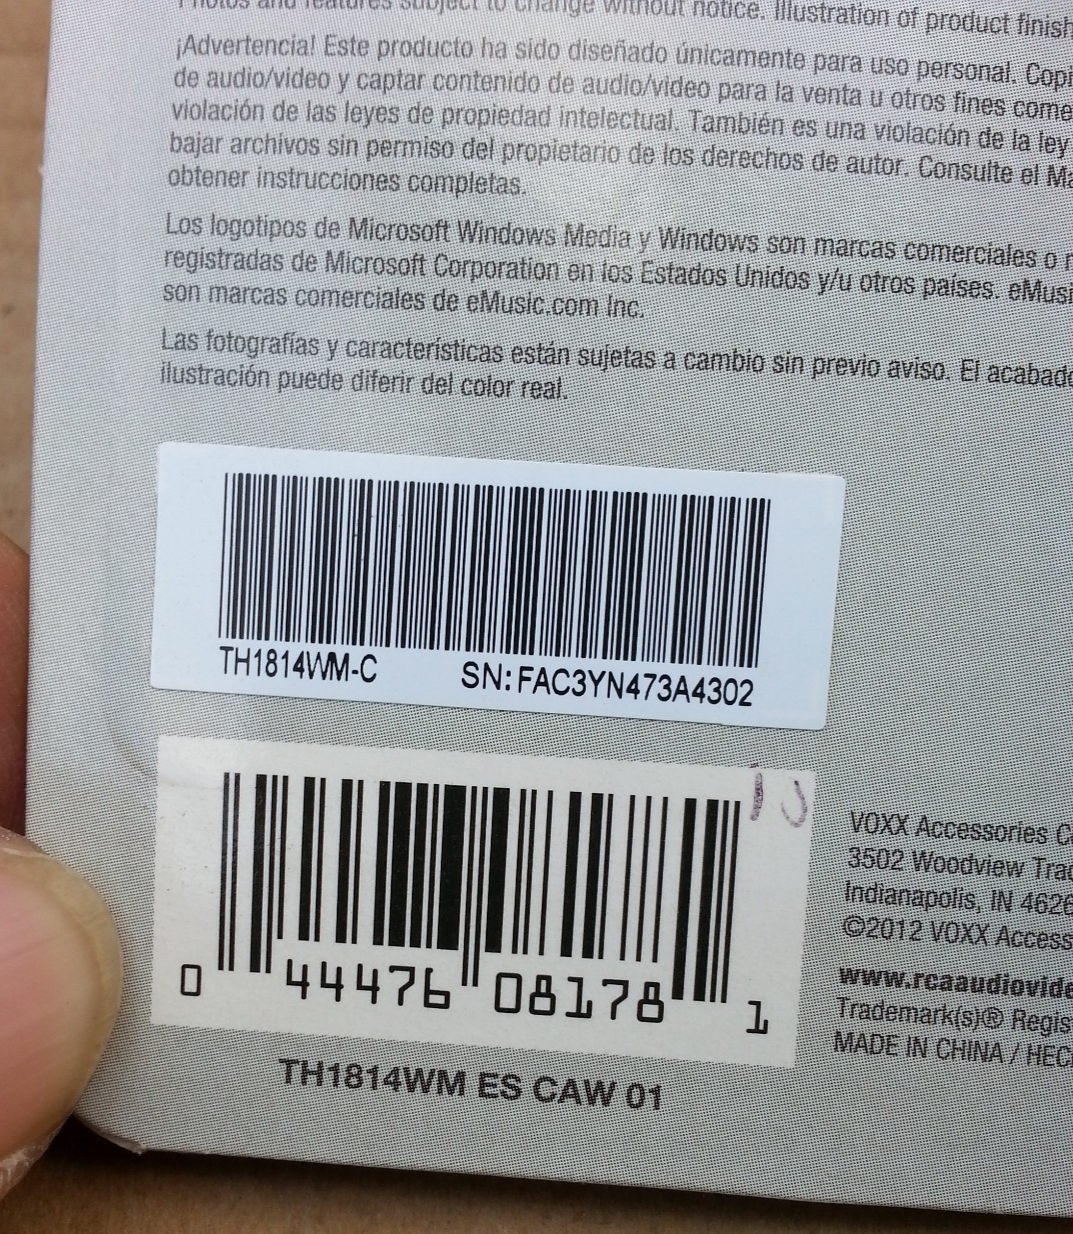 Photos and features subject to change without notice. Illustration of product finish
¡Advertencia! Este producto ha sido diseñado únicamente para uso personal. Copi
de audio/video y captar contenido de audio/video para la venta u otros fines come
violación de las leyes de propiedad intelectual. También es una violación de la ley
bajar archivos sin permiso del propietario de los derechos de autor. Consulte el Ma
obtener instrucciones completas.
Los logotipos de Microsoft Windows Media y Windows son marcas comerciales o r
registradas de Microsoft Corporation en los Estados Unidos y/u otros países. eMusi
son marcas comerciales de eMusic.com Inc.
Las fotografías y características están sujetas a cambio sin previo aviso. El acabado
ilustración puede diferir del color real.
TH1814WM-C SN:FAC3YN473A4302
0 44476 08178 1
TH1814WM ES CAW 01
VOXX Accessories C
3502 Woodview Trac
Indianapolis, IN 4626
©2012 VOXX Access
www.rcaaudiovide
Trademark(s)® Regis
MADE IN CHINA / HEC